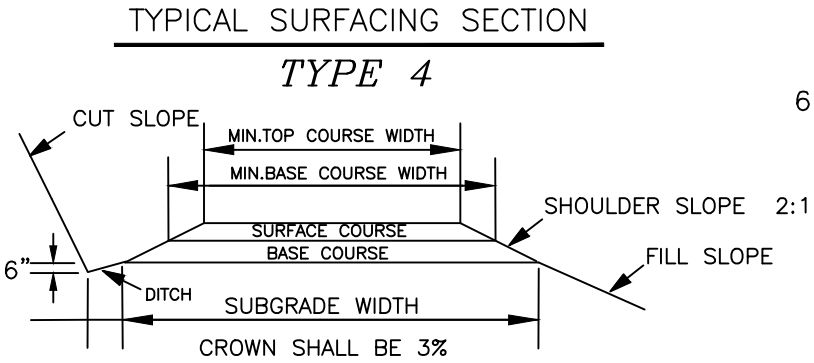 TYPICAL SURFACING SECTION
TYPE 4
6
CUT SLOPE
MIN.TOP COURSE WIDTH
MIN.BASE COURSE WIDTH
SHOULDER SLOPE 2:1
SURFACE COURSE
BASE COURSE
FILL SLOPE
6"
DITCH
SUBGRADE WIDTH
CROWN SHALL BE 3%